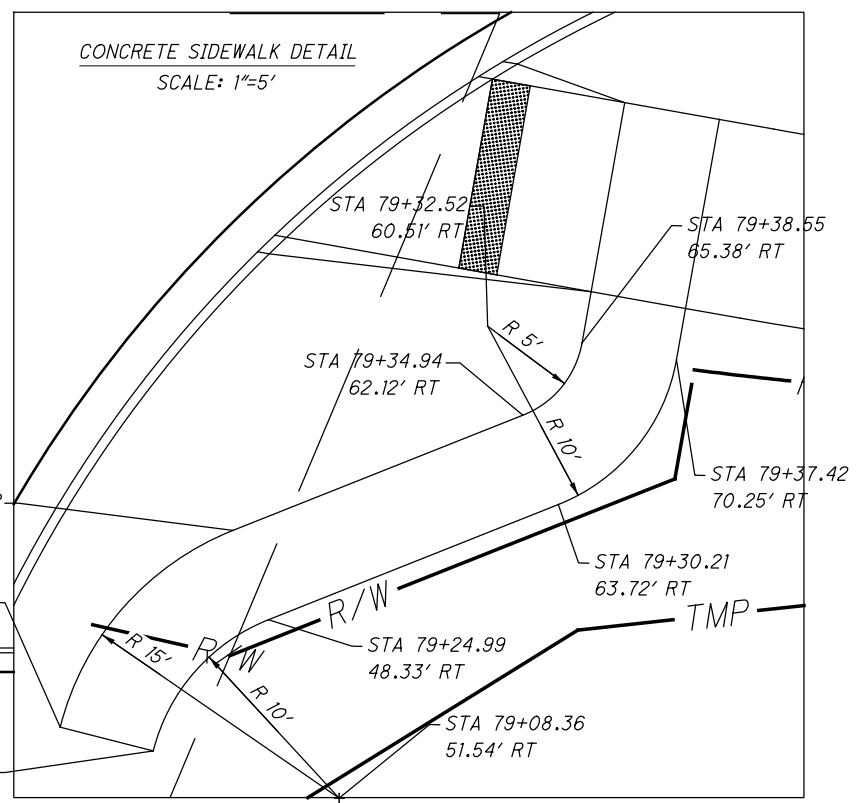 CONCRETE SIDEWALK DETAIL
SCALE: 1"=5'
STA 79+32.52
60.51' RT
STA 79+38.55
65.38' RT
R 5'
STA 79+34.94
62.12' RT
R 10'
STA 79+37.42
70.25' RT
STA 79+30.21
63.72' RT
R/W
TMP
R/W
R 15'
STA 79+24.99
48.33' RT
R 10'
STA 79+08.36
51.54' RT